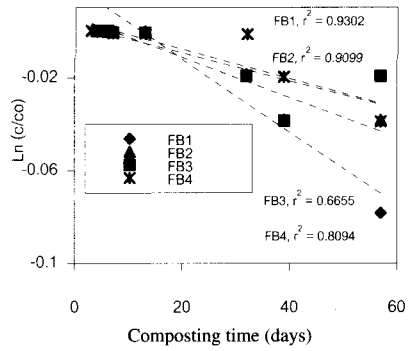 FB1, r² = 0.9302
FB2, r² = 0.9099
-0.02
Ln (c/co)
FB1
FB2
FB3
FB4
-0.06
FB3, r² = 0.6655
FB4, r² = 0.8094
-0.1
0 20 40 60
Composting time (days)